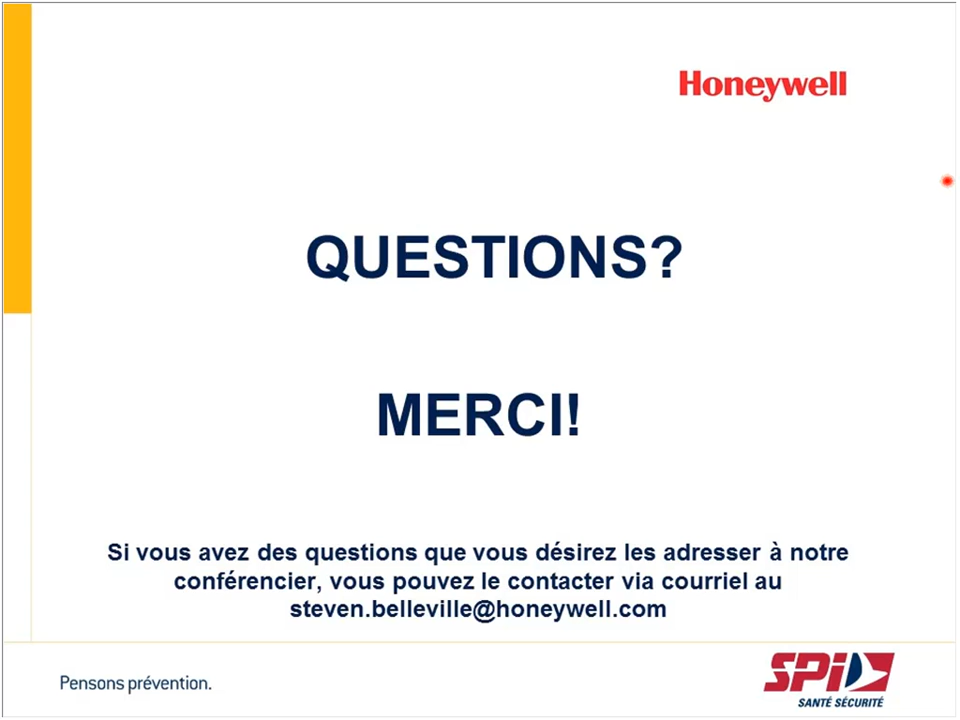 Honeywell
QUESTIONS?
MERCI!
Si vous avez des questions que vous désirez les adresser à notre
conférencier, vous pouvez le contacter via courriel au
steven.belleville@honeywell.com
Pensons prévention.
SPI
SANTÉ SÉCURITÉ